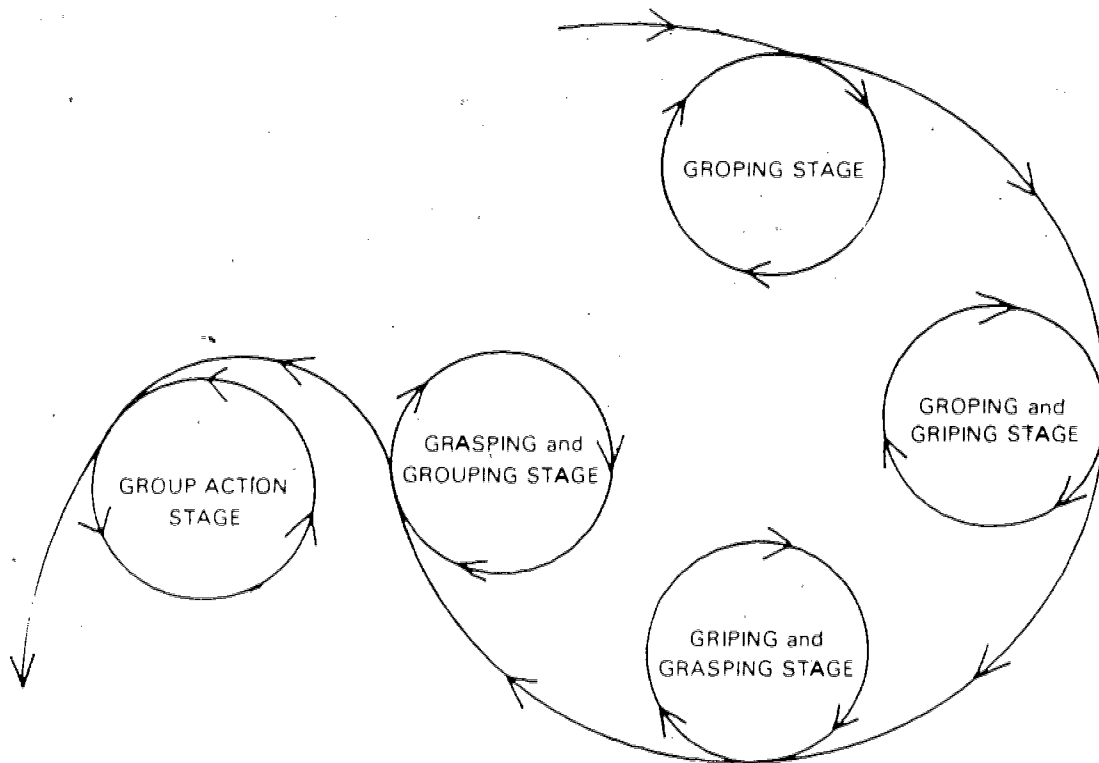 GROPING STAGE
GROPING and
GRIPING STAGE
GRIPING and
GRASPING STAGE
GRASPING and
GROUPING STAGE
GROUP ACTION
STAGE